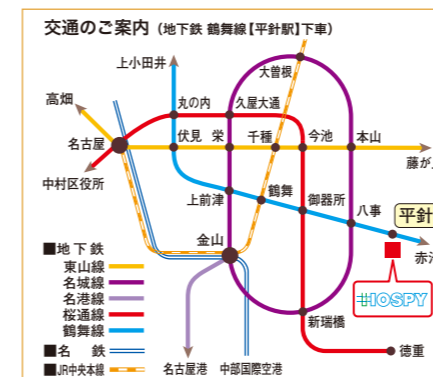 交通のご案内（地下鉄 鶴舞線【平針駅】下車）
上小田井
大曽根
高畑
丸の内
久屋大通
名古屋
伏見
栄
千種
今池
本山
藤が
中村区役所
上前津
鶴舞
御器所
八事
平針
金山
赤
HOSPY
■地下鉄
東山線
名城線
名港線
桜通線
鶴舞線
■名 鉄
■JR中央本線
新瑞橋
徳重
名古屋港
中部国際空港